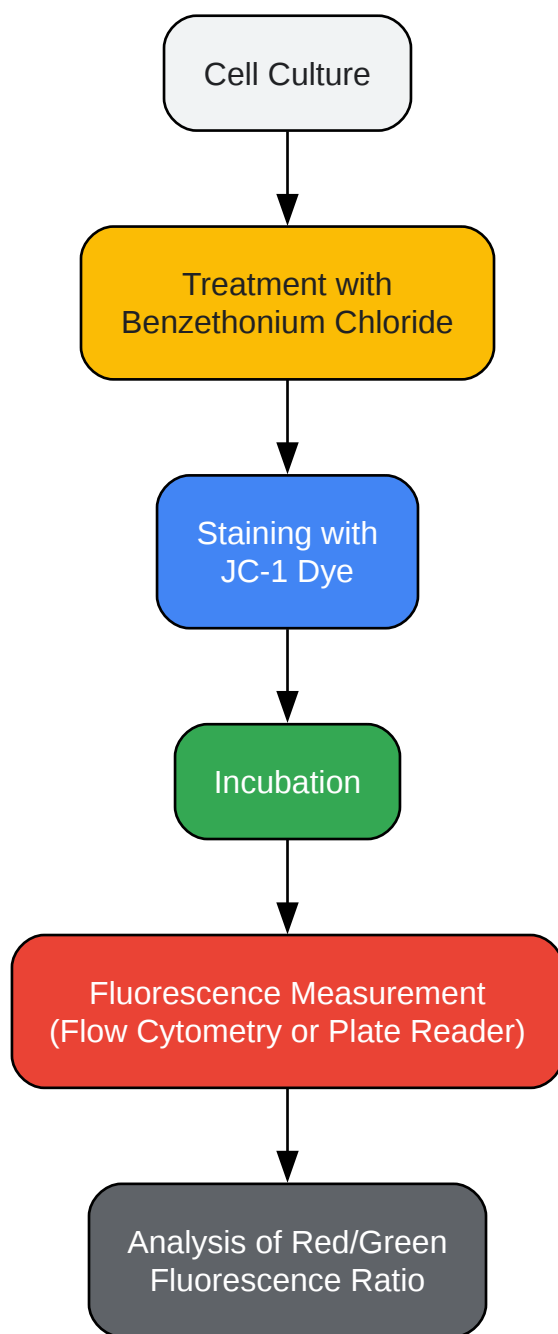 Cell Culture
Treatment with
Benzethonium Chloride
Staining with
JC-1 Dye
Incubation
Fluorescence Measurement
(Flow Cytometry or Plate Reader)
Analysis of Red/Green
Fluorescence Ratio